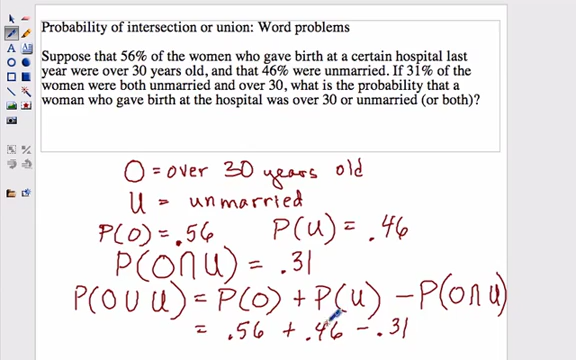 Probability of intersection or union: Word problems
Suppose that 56% of the women who gave birth at a certain hospital last
year were over 30 years old, and that 46% were unmarried. If 31% of the
women were both unmarried and over 30, what is the probability that a
woman who gave birth at the hospital was over 30 or unmarried (or both)?
O = over 30 years old
U = unmarried
P(O) = .56 P(U) = .46
P(O∩U) = .31
P(O∪U) = P(O) + P(U) - P(O∩U)
= .56 + .46 - .31